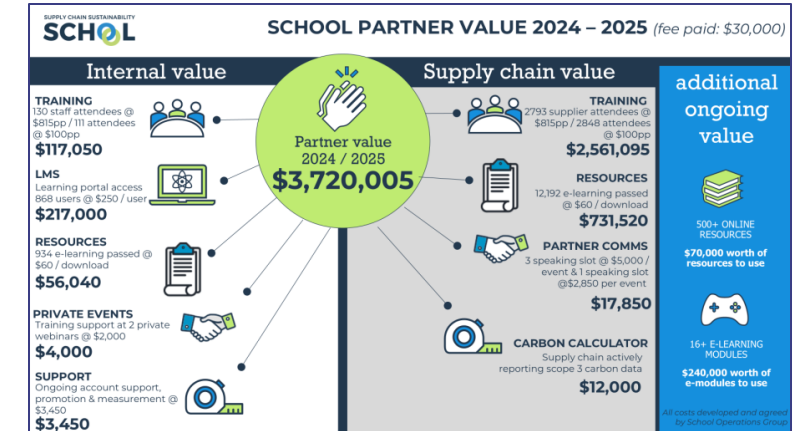 SUPPLY CHAIN SUSTAINABILITY
SCHOOL
SCHOOL PARTNER VALUE 2024 – 2025 (fee paid: $30,000)
Internal value
TRAINING
130 staff attendees @
$815pp / 111 attendees
@ $100pp
$117,050
LMS
Learning portal access
868 users @ $250 / user
$217,000
RESOURCES
934 e-learning passed @
$60 / download
$56,040
PRIVATE EVENTS
Training support at 2 private
webinars @ $2,000
$4,000
SUPPORT
Ongoing account support,
promotion & measurement @
$3,450
$3,450
Partner value
2024 / 2025
$3,720,005
Supply chain value
TRAINING
2793 supplier attendees @
$815pp / 2848 attendees
@ $100pp
$2,561,095
RESOURCES
12,192 e-learning passed
@ $60 / download
$731,520
PARTNER COMMS
3 speaking slot @ $5,000 /
event & 1 speaking slot
@$2,850 per event
$17,850
CARBON CALCULATOR
Supply chain actively
reporting scope 3 carbon data
$12,000
additional
ongoing
value
500+ ONLINE
RESOURCES
$70,000 worth of
resources to use
16+ E-LEARNING
MODULES
$240,000 worth of
e-modules to use
All costs developed and agreed
by School Operations Group